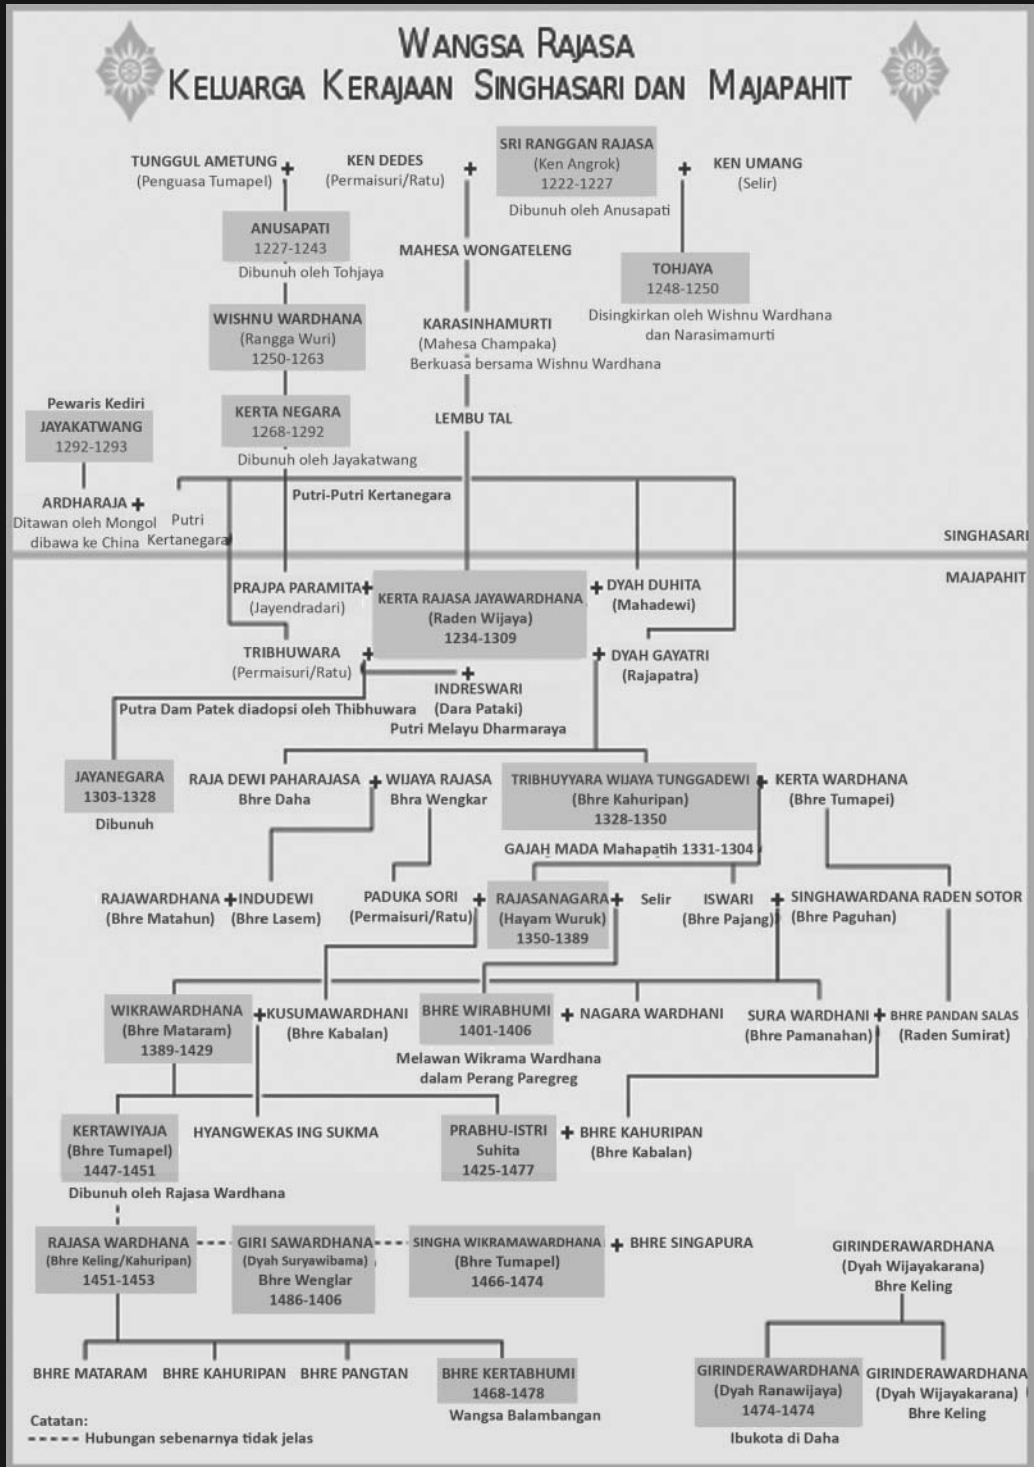 WANGSA RAJASA
KELUARGA KERAJAAN SINGHASARI DAN MAJAPAHIT
TUNGGUL AMETUNG
(Penguasa Tumapel)
KEN DEDES
(Permaisuri/Ratu)
SRI RANGGAN RAJASA
(Ken Angrok)
1222-1227
Dibunuh oleh Anusapati
KEN UMANG
(Selir)
ANUSAPATI
1227-1243
Dibunuh oleh Tohjaya
MAHESA WONGATELENG
TOHJAYA
1248-1250
Disingkirkan oleh Wishnu Wardhana
dan Narasimamurti
WISHNU WARDHANA
(Rangga Wuri)
1250-1263
KARASINHAMURTI
(Mahesa Champaka)
Berkuasa bersama Wishnu Wardhana
Pewaris Kediri
JAYAKATWANG
1292-1293
KERTA NEGARA
1268-1292
Dibunuh oleh Jayakatwang
LEMBU TAL
Putri-Putri Kertanegara
ARDHARAJA
Ditawan oleh Mongol
dibawa ke China
Putri
Kertanegara
SINGHASARI
MAJAPAHIT
PRAJPA PARAMITA
(Jayendradari)
KERTA RAJASA JAYAWARDHANA
(Raden Wijaya)
1234-1309
DYAH DUHITA
(Mahadewi)
TRIBHUWARA
(Permaisuri/Ratu)
DYAH GAYATRI
(Rajapatra)
INDRESWARI
(Dara Pataki)
Putri Melayu Dharmaraya
Putra Dam Patek diadopsi oleh Thibhuwara
JAYANEGARA
1303-1328
Dibunuh
RAJA DEWI PAHARAJASA
Bhre Daha
WIJAYA RAJASA
Bhra Wengkar
TRIBHUYYARA WIJAYA TUNGGADEWI
(Bhre Kahuripan)
1328-1350
KERTA WARDHANA
(Bhre Tumapei)
GAJAH MADA Mahapatih 1331-1304
RAJAWARDHANA
(Bhre Matahun)
INDUDEWI
(Bhre Lasem)
PADUKA SORI
(Permaisuri/Ratu)
RAJASANAGARA
(Hayam Wuruk)
1350-1389
Selir
ISWARI
(Bhre Pajang)
SINGHAWARDANA RADEN SOTOR
(Bhre Paguhan)
WIKRAWARDHANA
(Bhre Mataram)
1389-1429
KUSUMAWARDHANI
(Bhre Kabalan)
BHRE WIRABHUMI
1401-1406
Melawan Wikrama Wardhana
dalam Perang Paregreg
NAGARA WARDHANI
SURA WARDHANI
(Bhre Pamanahan)
BHRE PANDAN SALAS
(Raden Sumirat)
KERTAWIYAJA
(Bhre Tumapel)
1447-1451
Dibunuh oleh Rajasa Wardhana
HYANGWEKAS ING SUKMA
PRABHU-ISTRI
Suhita
1425-1477
BHRE KAHURIPAN
(Bhre Kabalan)
RAJASA WARDHANA
(Bhre Keling/Kahuripan)
1451-1453
GIRI SAWARDHANA
(Dyah Suryawibama)
Bhre Wenglar
1486-1406
SINGHA WIKRAMAWARDHANA
(Bhre Tumapel)
1466-1474
BHRE SINGAPURA
GIRINDERAWARDHANA
(Dyah Wijayakarana)
Bhre Keling
BHRE MATARAM
BHRE KAHURIPAN
BHRE PANGTAN
BHRE KERTABHUMI
1468-1478
Wangsa Balambangan
GIRINDERAWARDHANA
(Dyah Ranawijaya)
1474-1474
Ibukota di Daha
GIRINDERAWARDHANA
(Dyah Wijayakarana)
Bhre Keling
Catatan:
Hubungan sebenarnya tidak jelas